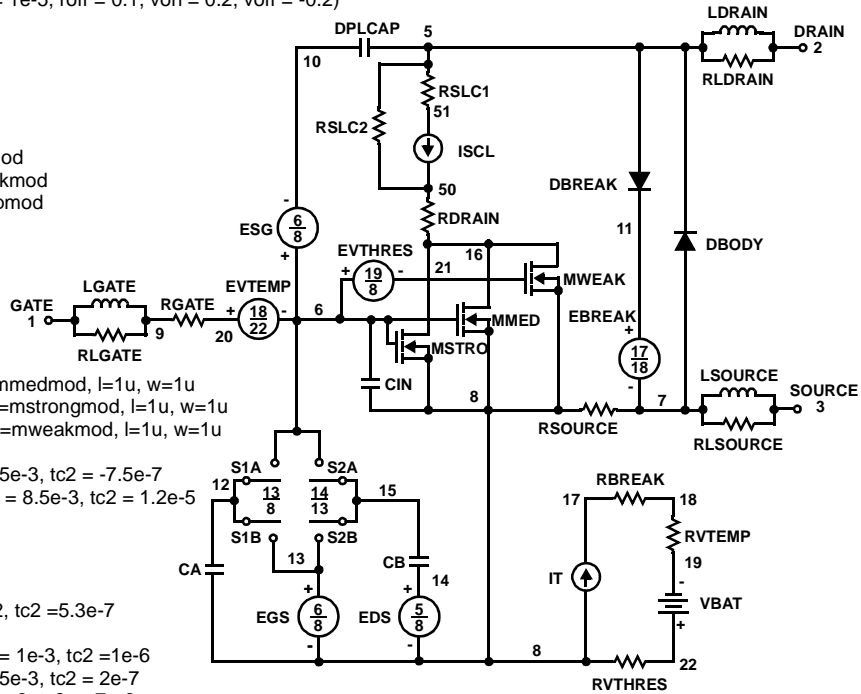 = 1e-5, roff = 0.1, von = 0.2, voff = -0.2)
LDRAIN
DPLCAP
5
DRAIN
2
10
RLDRAIN
RSLC1
51
RSLC2
ISCL
od
kmod
omod
50
DBREAK
RDRAIN
ESG
-
6
8
+
11
DBODY
EVTHRES
16
+
19
8
-
21
MWEAK
LGATE
EVTEMP
GATE
1
RGATE
+
18
22
-
6
EBREAK
+
MMED
9
20
MSTRO
17
18
-
RLGATE
LSOURCE
CIN
SOURCE
3
mmedmod, l=1u, w=1u
8
7
=mstrongmod, l=1u, w=1u
=mweakmod, l=1u, w=1u
RSOURCE
RLSOURCE
5e-3, tc2 = -7.5e-7
= 8.5e-3, tc2 = 1.2e-5
S1A
S2A
12
13
8
14
13
15
RBREAK
17
18
S1B
S2B
RVTEMP
13
CB
19
CA
14
IT
-
VBAT
+
+
+
2, tc2 =5.3e-7
EGS
6
8
EDS
5
8
-
-
= 1e-3, tc2 =1e-6
8
22
5e-3, tc2 = 2e-7
RVTHRES